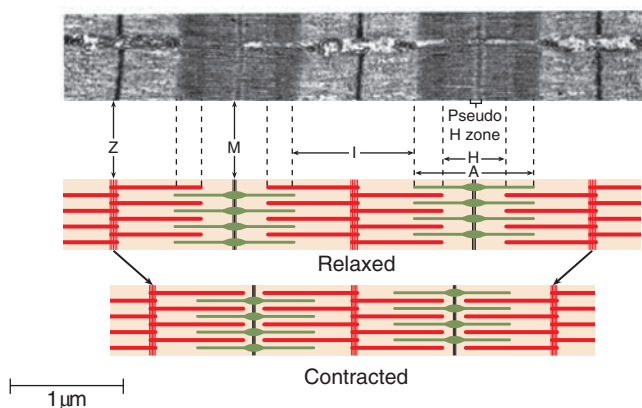 Pseudo
H zone
Z
M
I
H
A
Relaxed
Contracted
1 μm